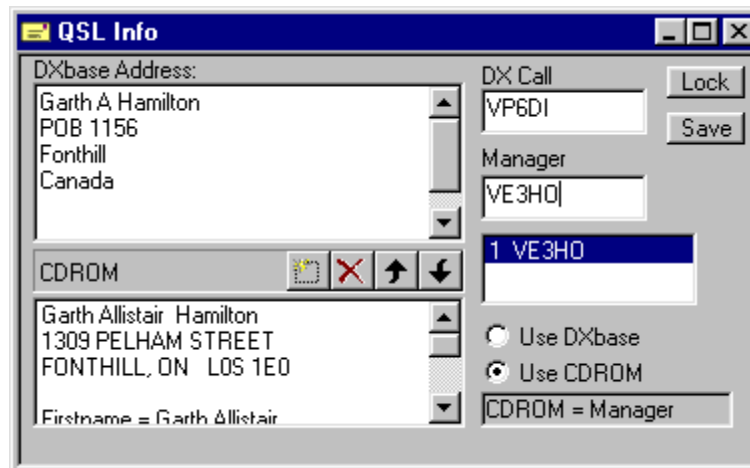 QSL Info
DXbase Address:
Garth A Hamilton
POB 1156
Fonthill
Canada
DX Call
VP6DI
Lock
Save
Manager
VE3HO
1 VE3HO
CDROM
Garth Allistair Hamilton
1309 PELHAM STREET
FONTHILL, ON L0S 1E0
Firstname = Garth Allistair
Use DXbase
Use CDROM
CDROM = Manager